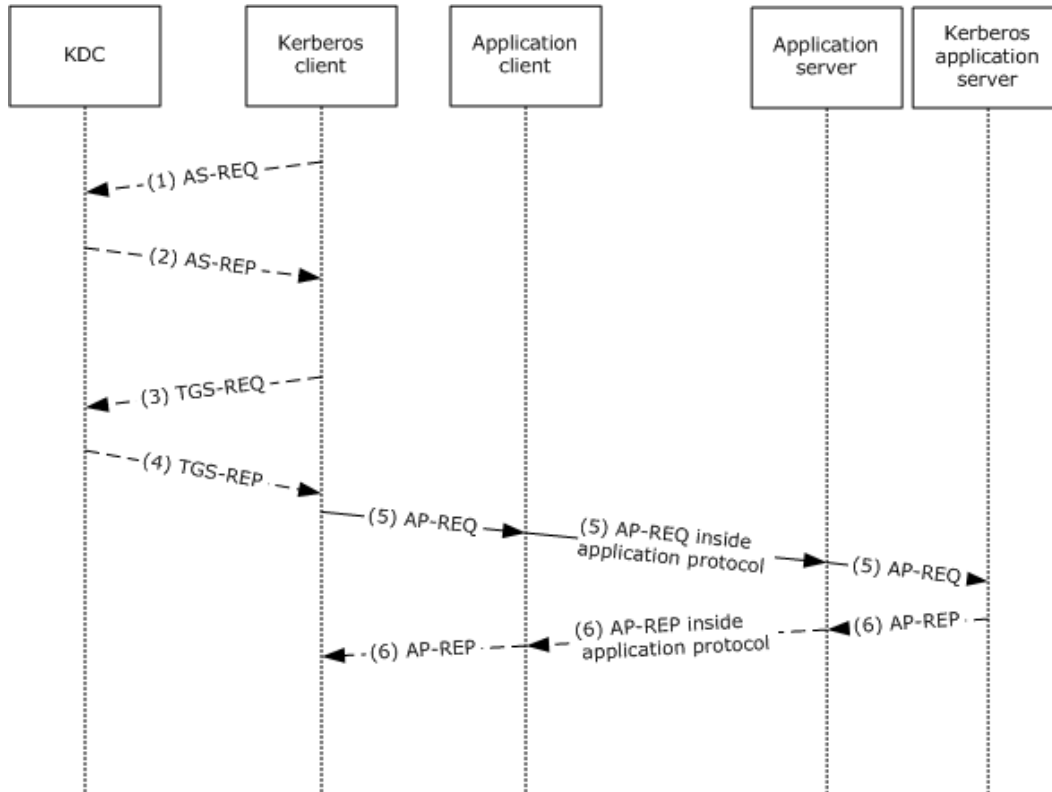 KDC
Kerberos
client
Application
client
Application
server
Kerberos
application
server
(1) AS-REQ
(2) AS-REP
(3) TGS-REQ
(4) TGS-REP
(5) AP-REQ
(5) AP-REQ inside
application protocol
(5) AP-REQ
(6) AP-REP
(6) AP-REP inside
application protocol
(6) AP-REP